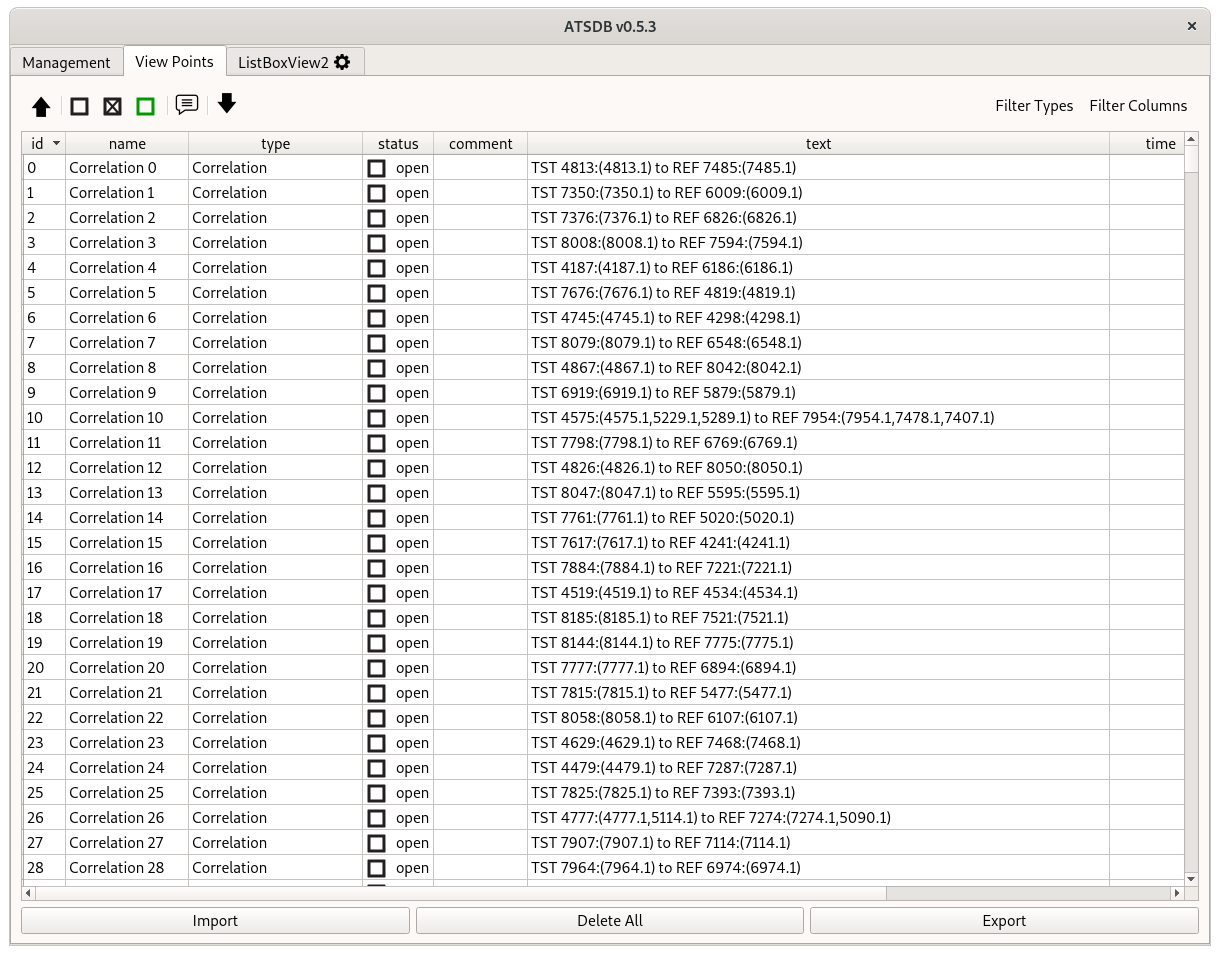 ATSDB v0.5.3
Management View Points ListBoxView2
Filter Types Filter Columns
id name type status comment text time
0 Correlation 0 Correlation open TST 4813:(4813.1) to REF 7485:(7485.1)
1 Correlation 1 Correlation open TST 7350:(7350.1) to REF 6009:(6009.1)
2 Correlation 2 Correlation open TST 7376:(7376.1) to REF 6826:(6826.1)
3 Correlation 3 Correlation open TST 8008:(8008.1) to REF 7594:(7594.1)
4 Correlation 4 Correlation open TST 4187:(4187.1) to REF 6186:(6186.1)
5 Correlation 5 Correlation open TST 7676:(7676.1) to REF 4819:(4819.1)
6 Correlation 6 Correlation open TST 4745:(4745.1) to REF 4298:(4298.1)
7 Correlation 7 Correlation open TST 8079:(8079.1) to REF 6548:(6548.1)
8 Correlation 8 Correlation open TST 4867:(4867.1) to REF 8042:(8042.1)
9 Correlation 9 Correlation open TST 6919:(6919.1) to REF 5879:(5879.1)
10 Correlation 10 Correlation open TST 4575:(4575.1,5229.1,5289.1) to REF 7954:(7954.1,7478.1,7407.1)
11 Correlation 11 Correlation open TST 7798:(7798.1) to REF 6769:(6769.1)
12 Correlation 12 Correlation open TST 4826:(4826.1) to REF 8050:(8050.1)
13 Correlation 13 Correlation open TST 8047:(8047.1) to REF 5595:(5595.1)
14 Correlation 14 Correlation open TST 7761:(7761.1) to REF 5020:(5020.1)
15 Correlation 15 Correlation open TST 7617:(7617.1) to REF 4241:(4241.1)
16 Correlation 16 Correlation open TST 7884:(7884.1) to REF 7221:(7221.1)
17 Correlation 17 Correlation open TST 4519:(4519.1) to REF 4534:(4534.1)
18 Correlation 18 Correlation open TST 8185:(8185.1) to REF 7521:(7521.1)
19 Correlation 19 Correlation open TST 8144:(8144.1) to REF 7775:(7775.1)
20 Correlation 20 Correlation open TST 7777:(7777.1) to REF 6894:(6894.1)
21 Correlation 21 Correlation open TST 7815:(7815.1) to REF 5477:(5477.1)
22 Correlation 22 Correlation open TST 8058:(8058.1) to REF 6107:(6107.1)
23 Correlation 23 Correlation open TST 4629:(4629.1) to REF 7468:(7468.1)
24 Correlation 24 Correlation open TST 4479:(4479.1) to REF 7287:(7287.1)
25 Correlation 25 Correlation open TST 7825:(7825.1) to REF 7393:(7393.1)
26 Correlation 26 Correlation open TST 4777:(4777.1,5114.1) to REF 7274:(7274.1,5090.1)
27 Correlation 27 Correlation open TST 7907:(7907.1) to REF 7114:(7114.1)
28 Correlation 28 Correlation open TST 7964:(7964.1) to REF 6974:(6974.1)
Import Delete All Export